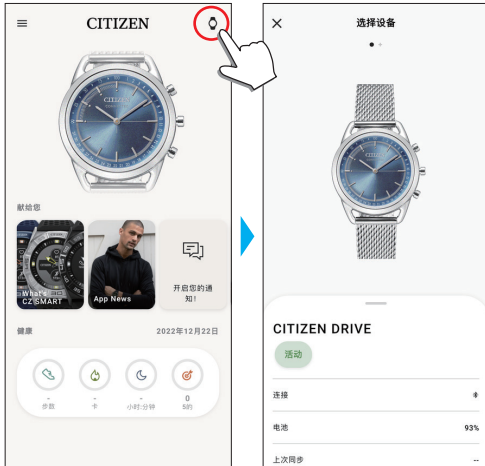 CITIZEN
CITIZEN
献给您
What's
CZ SMART
App News
开启您的通
知!
健康
2022年12月22日
-
步数
-
卡
-
小时:分钟
0
5的
选择设备
CITIZEN
CITIZEN DRIVE
活动
连接
电池
93%
上次同步
--